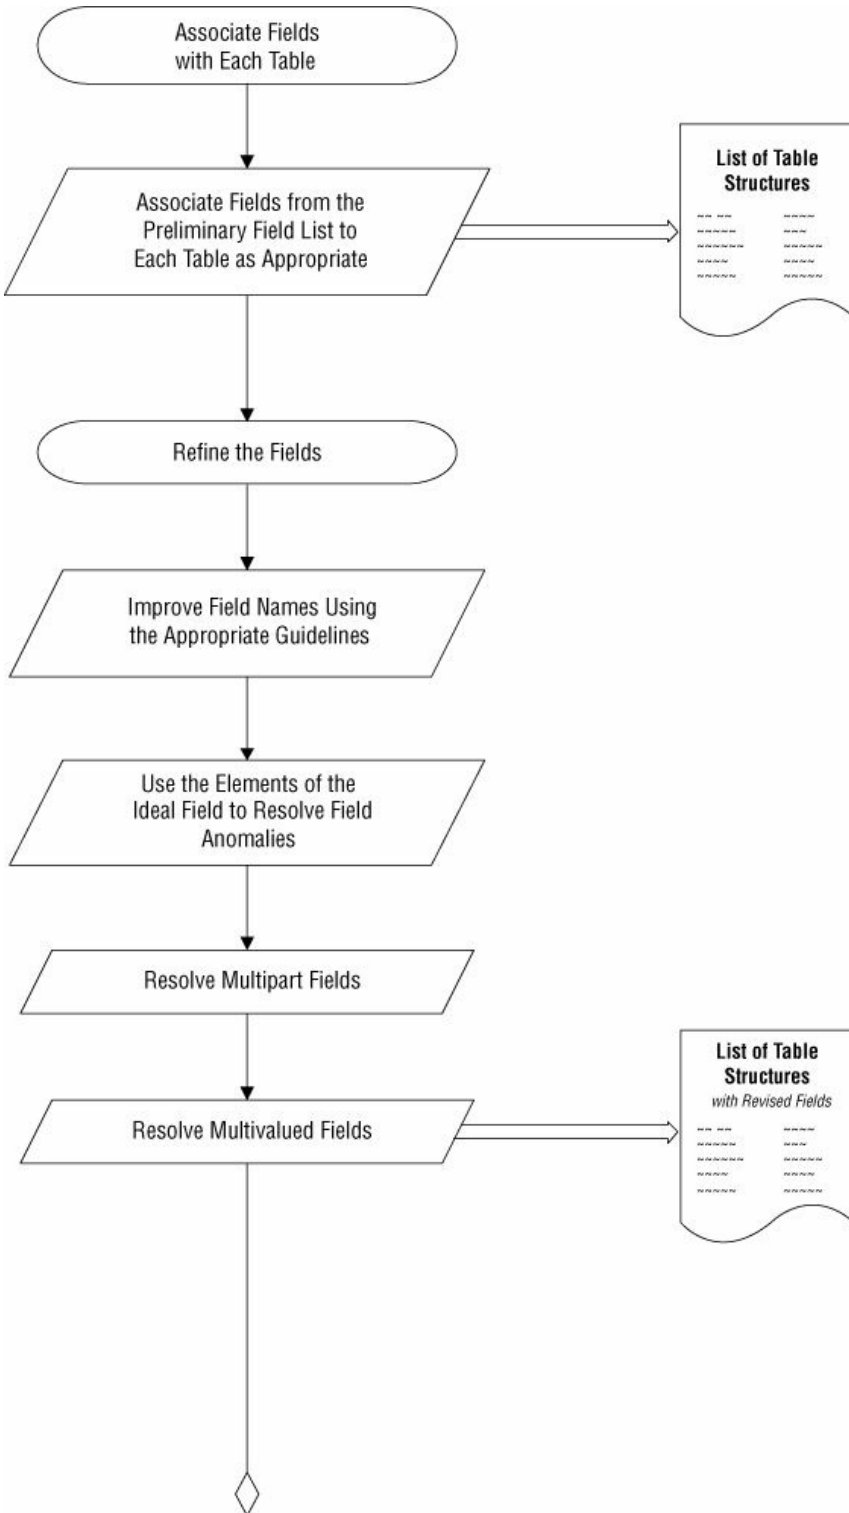 Associate Fields
with Each Table
Associate Fields from the
Preliminary Field List to
Each Table as Appropriate
List of Table
Structures
~~ ~~ ~~~~
~~~~~ ~~~
~~~~~~ ~~~~~
~~~~ ~~~~
~~~~~ ~~~~~
Refine the Fields
Improve Field Names Using
the Appropriate Guidelines
Use the Elements of the
Ideal Field to Resolve Field
Anomalies
Resolve Multipart Fields
Resolve Multivalued Fields
List of Table
Structures
with Revised Fields
~~ ~~ ~~~~
~~~~~ ~~~
~~~~~~ ~~~~~
~~~~ ~~~~
~~~~~ ~~~~~